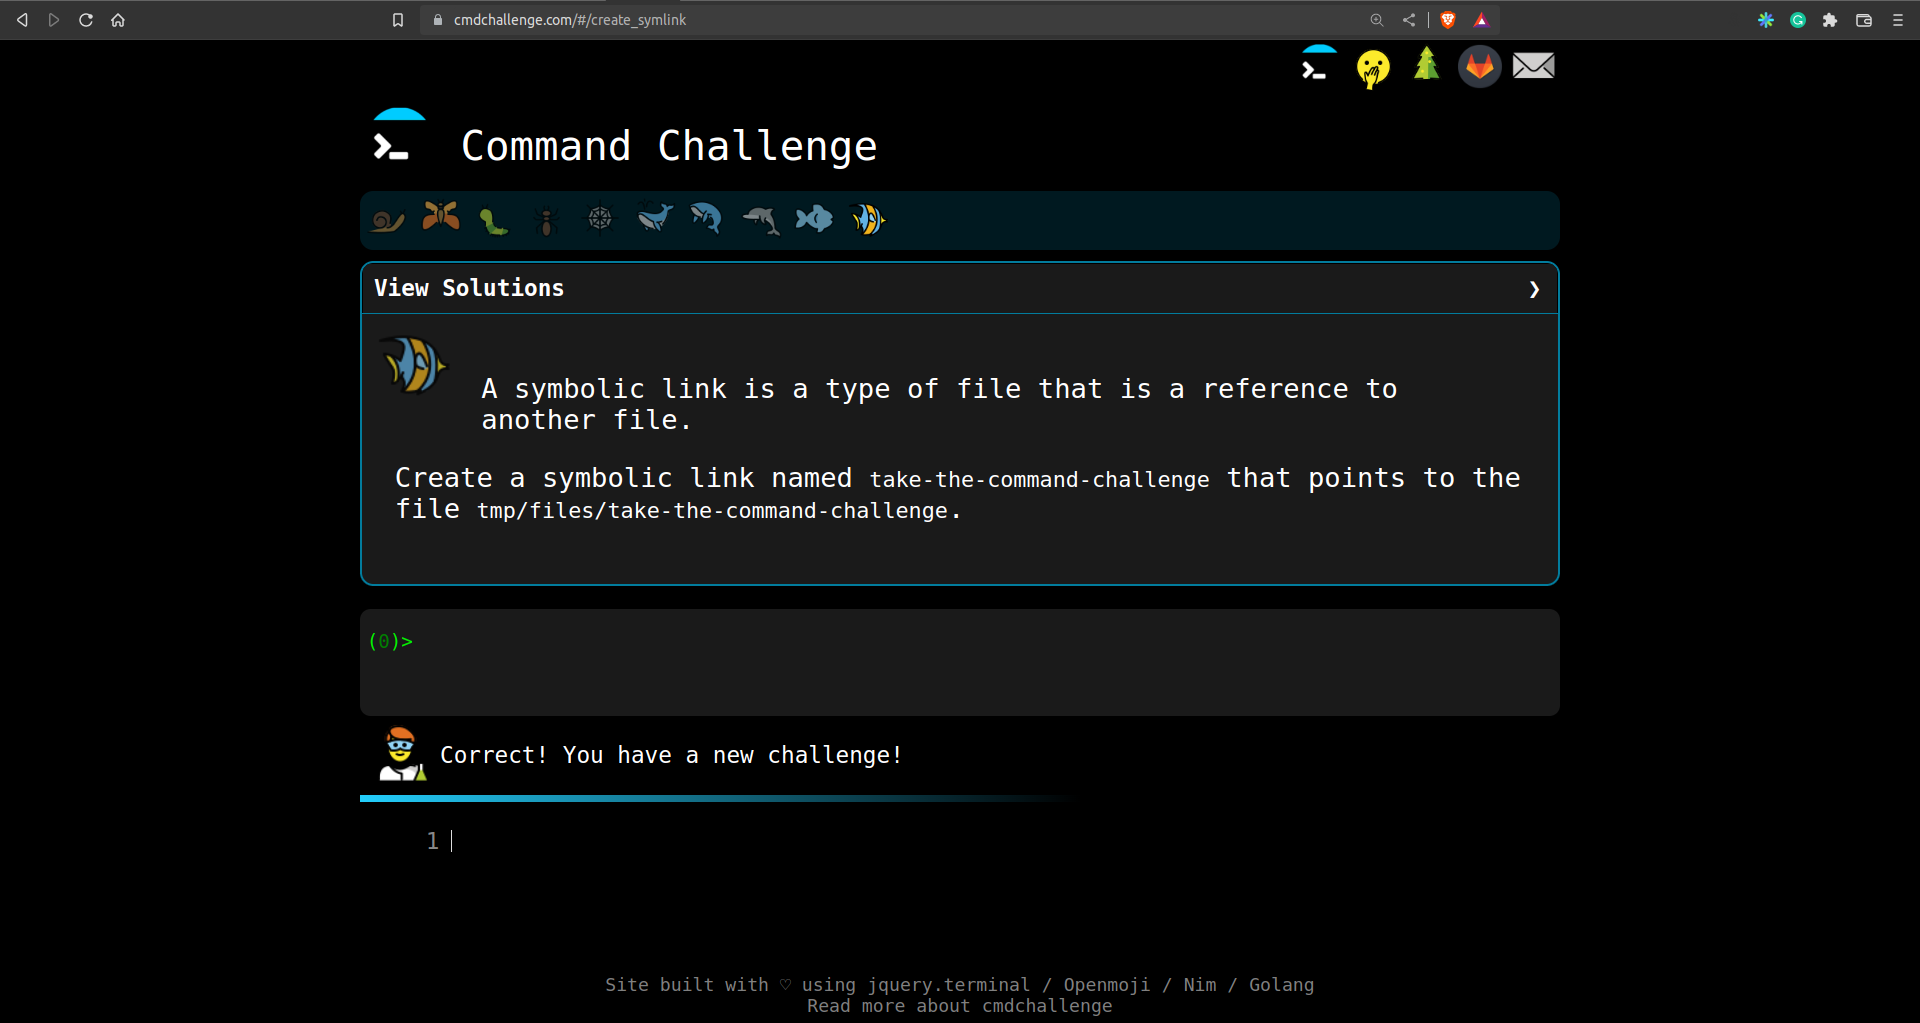 cmdchallenge.com/#/create_symlink
Command Challenge
View Solutions
A symbolic link is a type of file that is a reference to
another file.
Create a symbolic link named take-the-command-challenge that points to the
file tmp/files/take-the-command-challenge.
(0)>
Correct! You have a new challenge!
1
Site built with ♡ using jquery.terminal / Openmoji / Nim / Golang
Read more about cmdchallenge